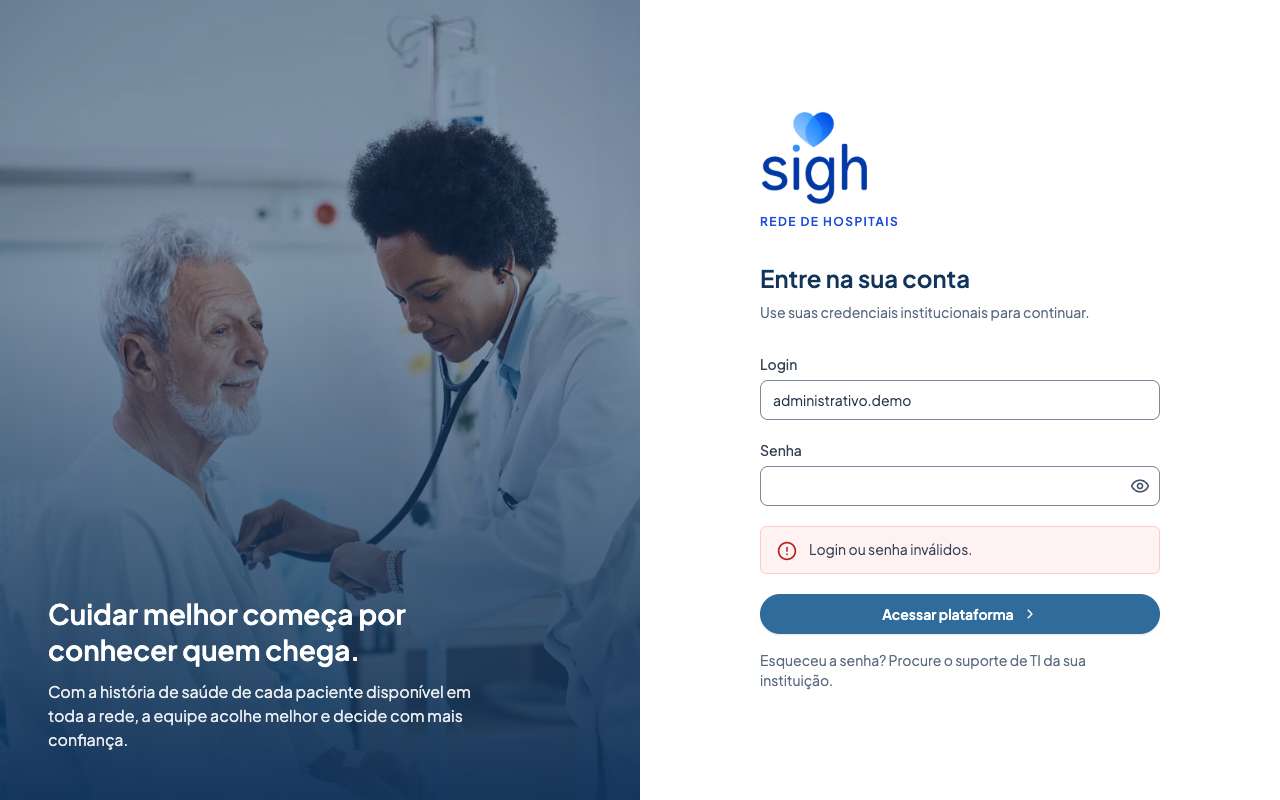 Cuidar melhor começa por
conhecer quem chega.
Com a história de saúde de cada paciente disponível em
toda a rede, a equipe acolhe melhor e decide com mais
confiança.
sigh
REDE DE HOSPITAIS
Entre na sua conta
Use suas credenciais institucionais para continuar.
Login
administrativo.demo
Senha
Login ou senha inválidos.
Acessar plataforma
Esqueceu a senha? Procure o suporte de TI da sua
instituição.